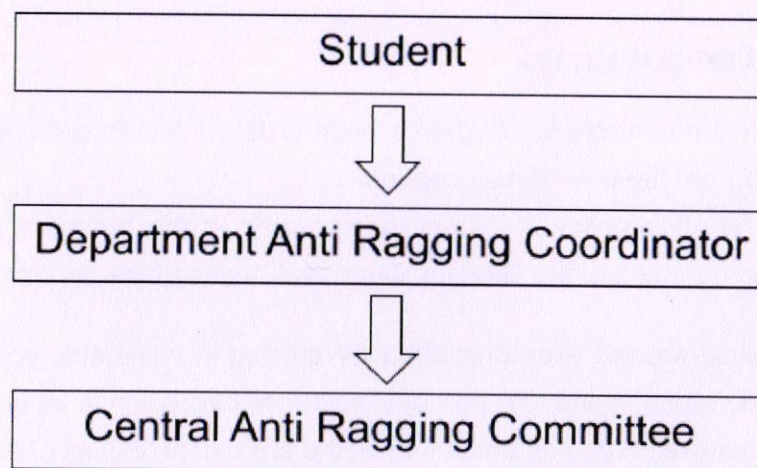 Student
Department Anti Ragging Coordinator
Central Anti Ragging Committee